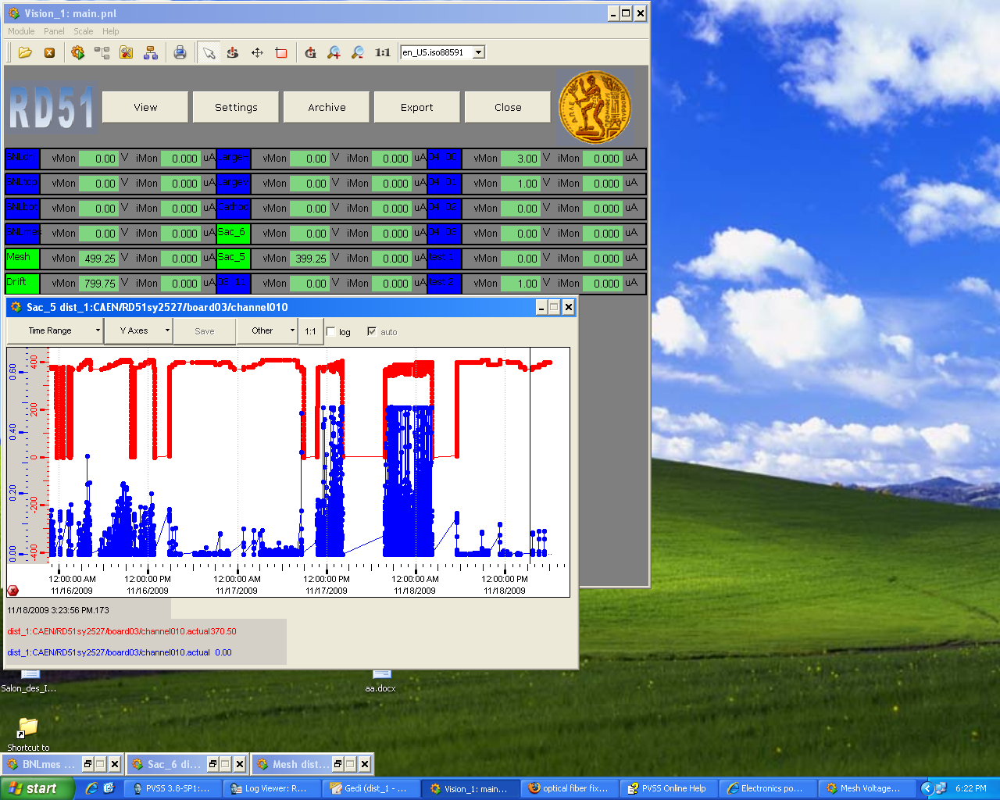 Vision_1: main.pnl
Module Panel Scale Help
1:1 en_US.iso88591
RD51 View Settings Archive Export Close
vMon 0.00 V iMon 0.000 uA vMon 0.00 V iMon 0.000 uA 04_00 vMon 3.00 V iMon 0.000 uA
BNLtop vMon 0.00 V iMon 0.000 uA vMon 0.00 V iMon 0.000 uA 04_01 vMon 1.00 V iMon 0.000 uA
BNLbot vMon 0.00 V iMon 0.000 uA Cathod vMon 0.00 V iMon 0.000 uA 04_02 vMon 0.00 V iMon 0.000 uA
BNLmes vMon 0.00 V iMon 0.000 uA Sac_6 vMon 0.00 V iMon 0.000 uA 04_03 vMon 0.00 V iMon 0.000 uA
Mesh vMon 499.25 V iMon 0.000 uA Sac_5 vMon 399.25 V iMon 0.000 uA test 1 vMon 0.00 V iMon 0.000 uA
Drift vMon 799.75 V iMon 0.000 uA 03_11 vMon 0.00 V iMon 0.000 uA test 2 vMon 1.00 V iMon 0.000 uA
Sac_5 dist_1:CAEN/RD51sy2527/board03/channel010
Time Range Y Axes Save Other 1:1 log auto
0.60 400
0.40 200
0
0.20 -200
0.00 -400
12:00:00 AM 12:00:00 PM 12:00:00 AM 12:00:00 PM 12:00:00 AM 12:00:00 PM
11/16/2009 11/16/2009 11/17/2009 11/17/2009 11/18/2009 11/18/2009
11/18/2009 3:23:56 PM.173
dist_1:CAEN/RD51sy2527/board03/channel010.actual 370.50
dist_1:CAEN/RD51sy2527/board03/channel010.actual 0.00
Salon_des_I... aa.docx
Shortcut to
BNLmes ... Sac_6 di... Mesh dist...
start PVSS 3.8-SP1:... Log Viewer: R... Gedi (dist_1 - ... Vision_1: main... optical fiber fix... PVSS Online Help Electronics po... Mesh Voltage... 6:22 PM